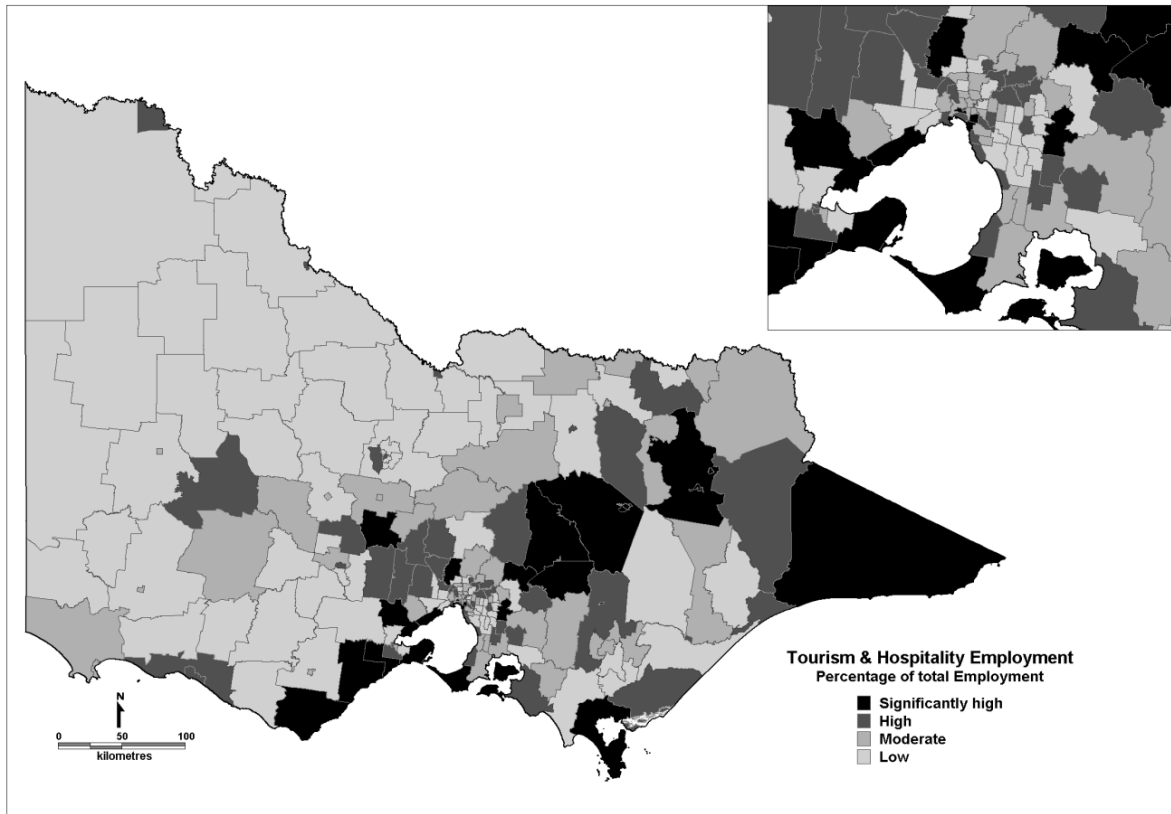 Tourism & Hospitality Employment
Percentage of total Employment
Significantly high
High
Moderate
Low
N
0 50 100
kilometres